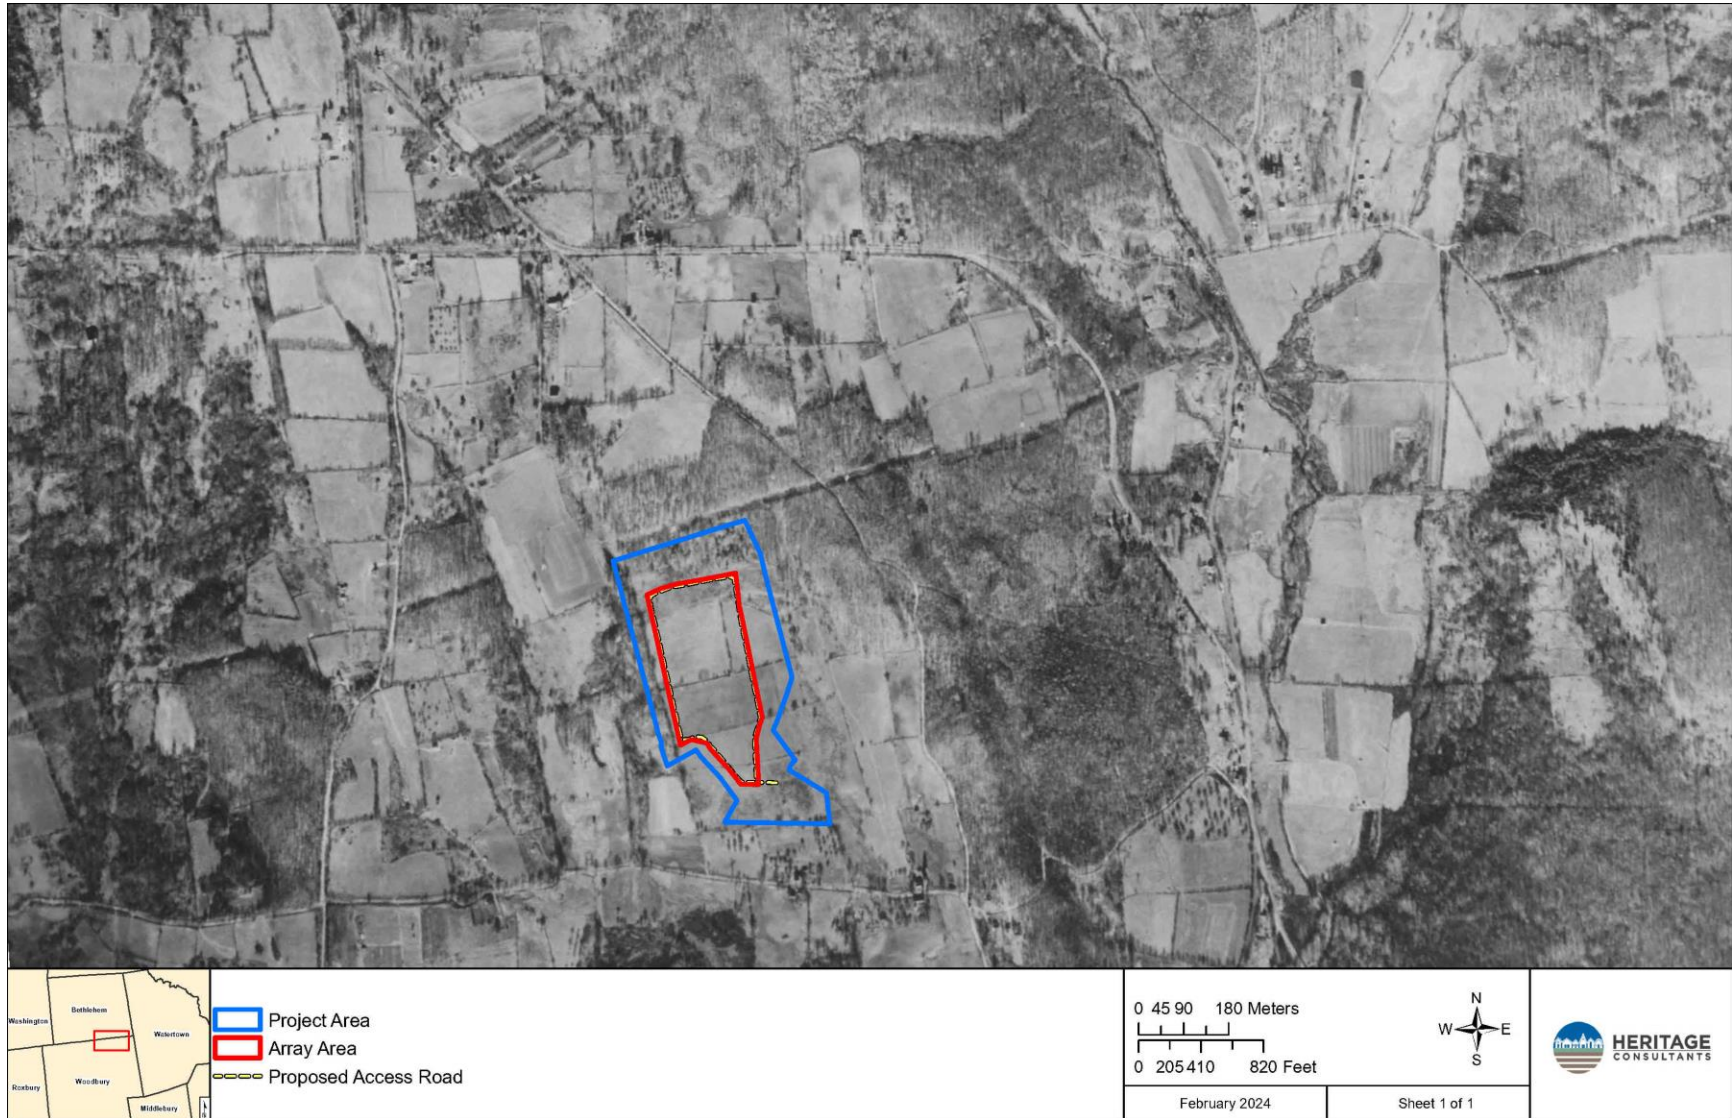 Bethlehem
Washington
Watertown
Roxbury
Woodbury
Middlebury
Project Area
Array Area
Proposed Access Road
0 45 90 180 Meters
0 205 410 820 Feet
N
W E
S
February 2024
Sheet 1 of 1
HERITAGE
CONSULTANTS